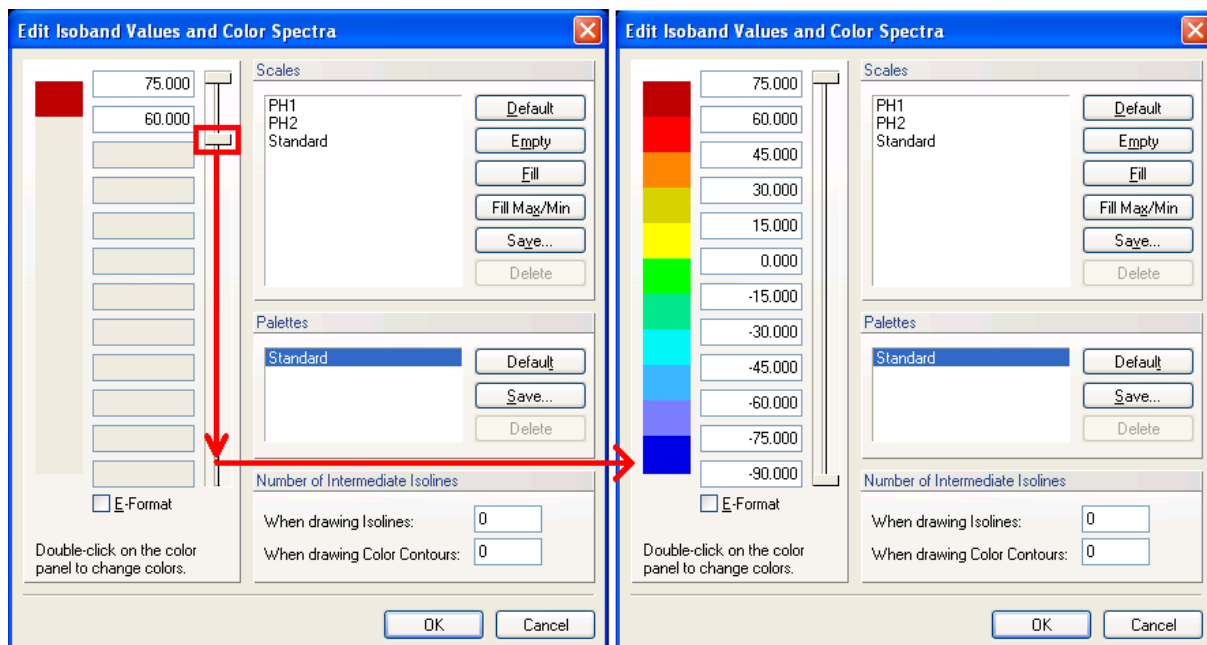 Edit Isoband Values and Color Spectra
75.000
60.000
E-Format
Double-click on the color
panel to change colors.
Scales
PH1
PH2
Standard
Default
Empty
Fill
Fill Max/Min
Save...
Delete
Palettes
Standard
Default
Save...
Delete
Number of Intermediate Isolines
When drawing Isolines: 0
When drawing Color Contours: 0
OK Cancel
Edit Isoband Values and Color Spectra
75.000
60.000
45.000
30.000
15.000
0.000
-15.000
-30.000
-45.000
-60.000
-75.000
-90.000
E-Format
Double-click on the color
panel to change colors.
Scales
PH1
PH2
Standard
Default
Empty
Fill
Fill Max/Min
Save...
Delete
Palettes
Standard
Default
Save...
Delete
Number of Intermediate Isolines
When drawing Isolines: 0
When drawing Color Contours: 0
OK Cancel